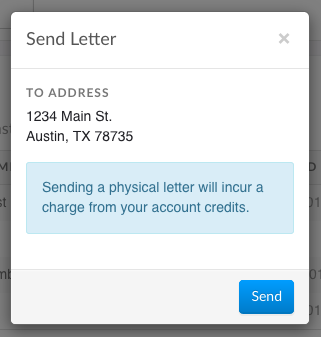 Send Letter
×
TO ADDRESS
1234 Main St.
Austin, TX 78735
Sending a physical letter will incur a
charge from your account credits.
Send